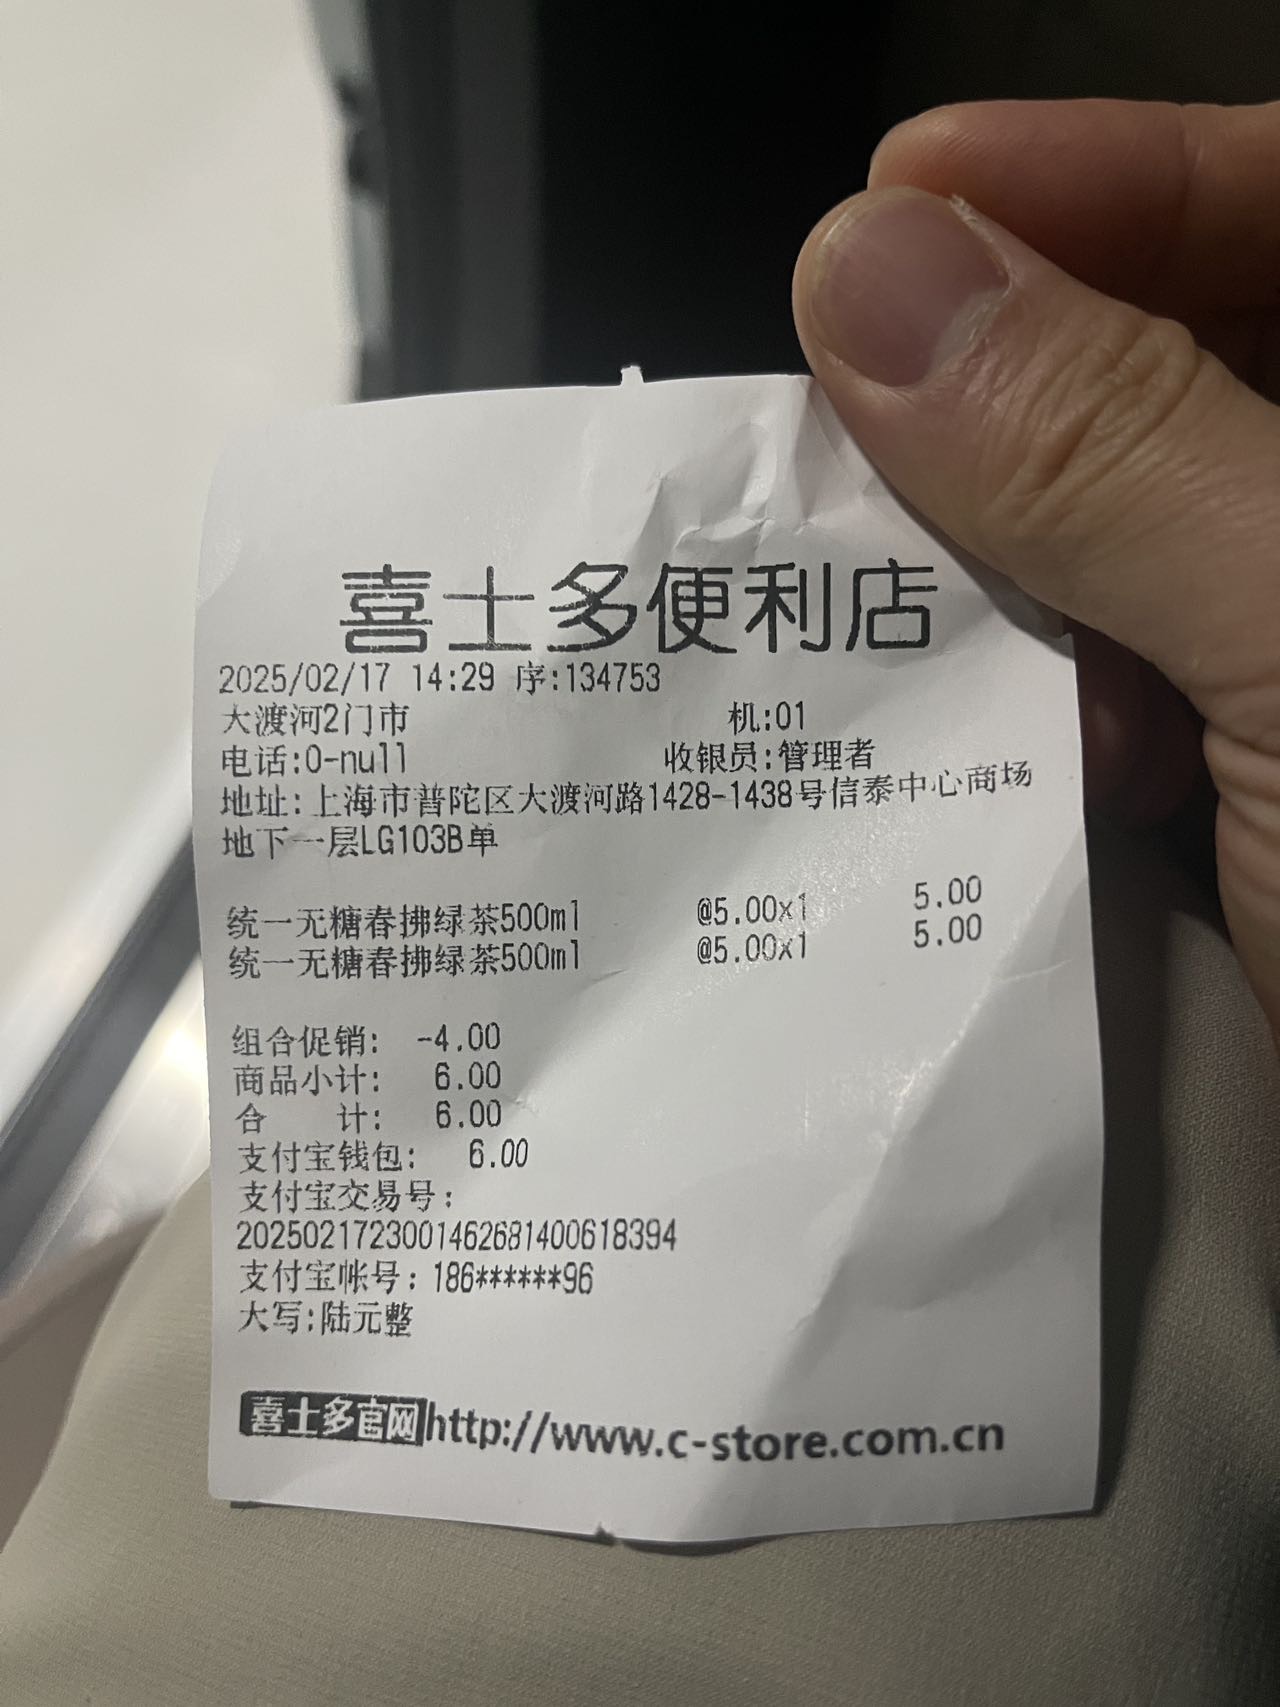 喜士多便利店
2025/02/17 14:29 序:134753
大渡河2门市 机:01
电话:0-null 收银员:管理者
地址:上海市普陀区大渡河路1428-1438号信泰中心商场
地下一层LG103B单
统一无糖春拂绿茶500ml @5.00x1 5.00
统一无糖春拂绿茶500ml @5.00x1 5.00
组合促销: -4.00
商品小计: 6.00
合 计: 6.00
支付宝钱包: 6.00
支付宝交易号:
2025021723001462681400618394
支付宝帐号:186******96
大写:陆元整
喜士多官网http://www.c-store.com.cn